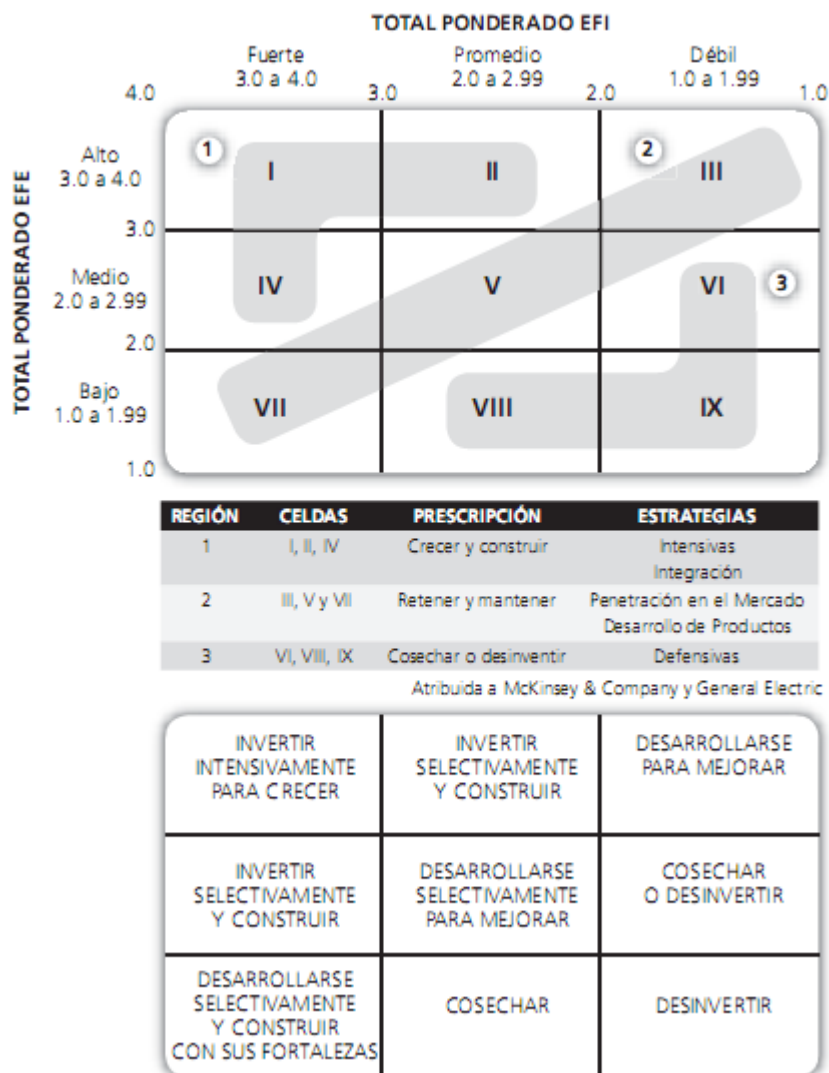 TOTAL PONDERADO EFI
Fuerte
3.0 a 4.0
Promedio
2.0 a 2.99
Débil
1.0 a 1.99
4.0
3.0
2.0
1.0
TOTAL PONDERADO EFE
Alto
3.0 a 4.0
3.0
Medio
2.0 a 2.99
2.0
Bajo
1.0 a 1.99
1.0
1
I
II
2
III
IV
V
VI
3
VII
VIII
IX
REGIÓN CELDAS PRESCRIPCIÓN ESTRATEGIAS
1 I, II, IV Crecer y construir Intensivas
Integración
2 III, V y VII Retener y mantener Penetración en el Mercado
Desarrollo de Productos
3 VI, VIII, IX Cosechar o desinventir Defensivas
Atribuida a McKinsey & Company y General Electric
INVERTIR
INTENSIVAMENTE
PARA CRECER
INVERTIR
SELECTIVAMENTE
Y CONSTRUIR
DESARROLLARSE
PARA MEJORAR
INVERTIR
SELECTIVAMENTE
Y CONSTRUIR
DESARROLLARSE
SELECTIVAMENTE
PARA MEJORAR
COSECHAR
O DESINVERTIR
DESARROLLARSE
SELECTIVAMENTE
Y CONSTRUIR
CON SUS FORTALEZAS
COSECHAR
DESINVERTIR